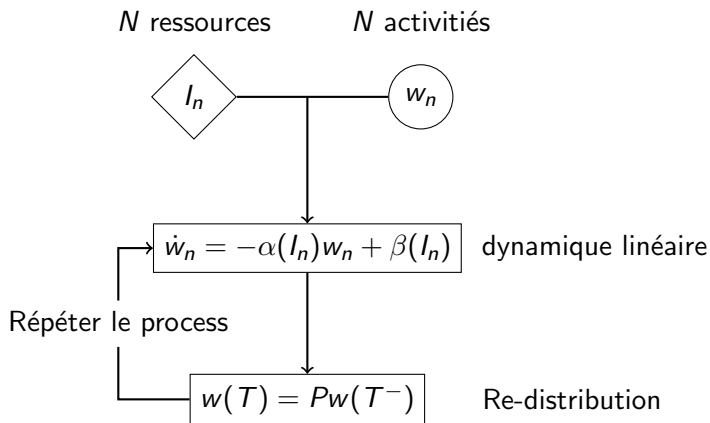 N ressources
N activitiés
I_n
w_n
ẇ_n = −α(I_n)w_n + β(I_n)
dynamique linéaire
Répéter le process
w(T) = Pw(T⁻)
Re-distribution